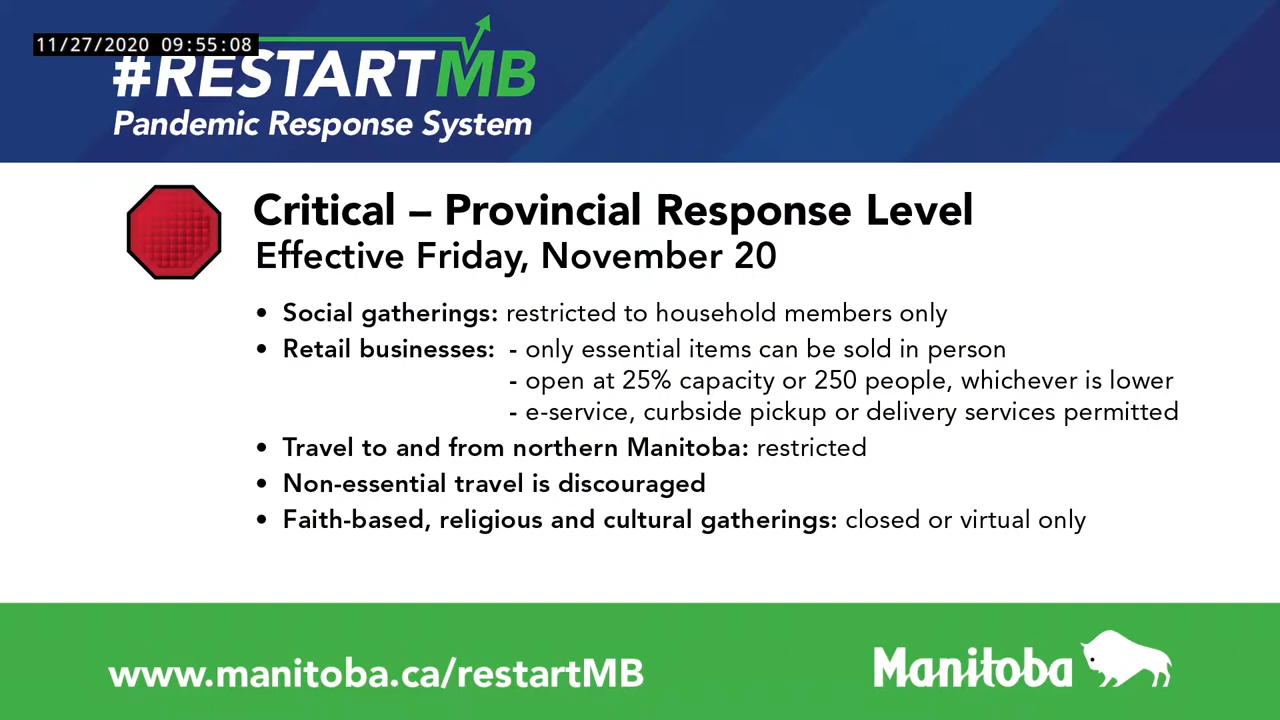 11/27/2020 09:55:08
#RESTARTMB
Pandemic Response System
Critical – Provincial Response Level
Effective Friday, November 20
• Social gatherings: restricted to household members only
• Retail businesses: - only essential items can be sold in person
- open at 25% capacity or 250 people, whichever is lower
- e-service, curbside pickup or delivery services permitted
• Travel to and from northern Manitoba: restricted
• Non-essential travel is discouraged
• Faith-based, religious and cultural gatherings: closed or virtual only
www.manitoba.ca/restartMB
Manitoba